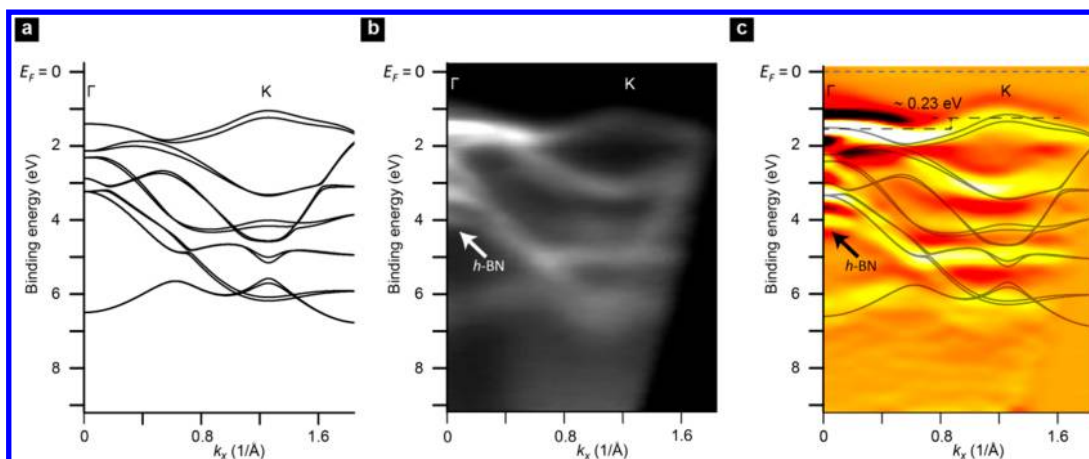 a
E_F = 0
Γ
K
2
4
6
8
Binding energy (eV)
0
0.8
1.6
k_x (1/Å)
b
E_F = 0
Γ
K
2
4
6
8
Binding energy (eV)
h-BN
0
0.8
1.6
k_x (1/Å)
c
E_F = 0
Γ
K
~ 0.23 eV
2
4
6
8
Binding energy (eV)
h-BN
0
0.8
1.6
k_x (1/Å)